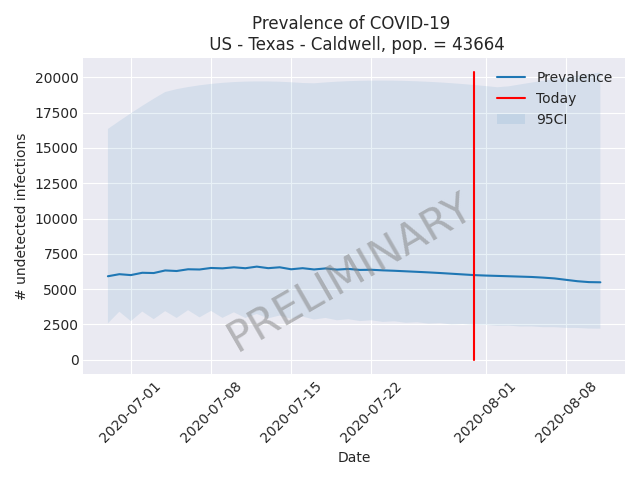 Prevalence of COVID-19
US - Texas - Caldwell, pop. = 43664
20000
17500
15000
12500
10000
7500
5000
2500
0
# undetected infections
Prevalence
Today
95CI
PRELIMINARY
2020-07-01
2020-07-08
2020-07-15
2020-07-22
2020-08-01
2020-08-08
Date